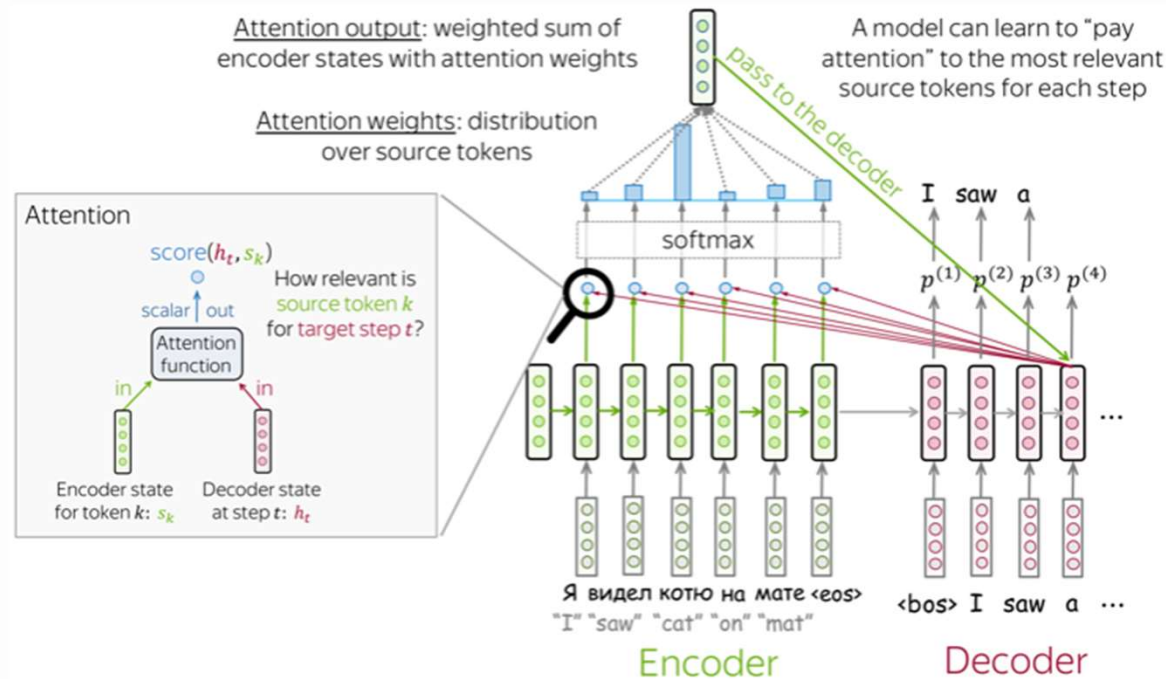 Attention output: weighted sum of
encoder states with attention weights
A model can learn to “pay
attention” to the most relevant
source tokens for each step
pass to the decoder
Attention weights: distribution
over source tokens
I saw a
softmax
p(1) p(2) p(3) p(4)
Attention
score(ht, sk)
How relevant is
source token k
for target step t?
scalar out
Attention
function
in in
Encoder state
for token k: sk
Decoder state
at step t: ht
...
Я видел котю на мате <eos>
“I” “saw” “cat” “on” “mat”
<bos> I saw a ...
Encoder
Decoder